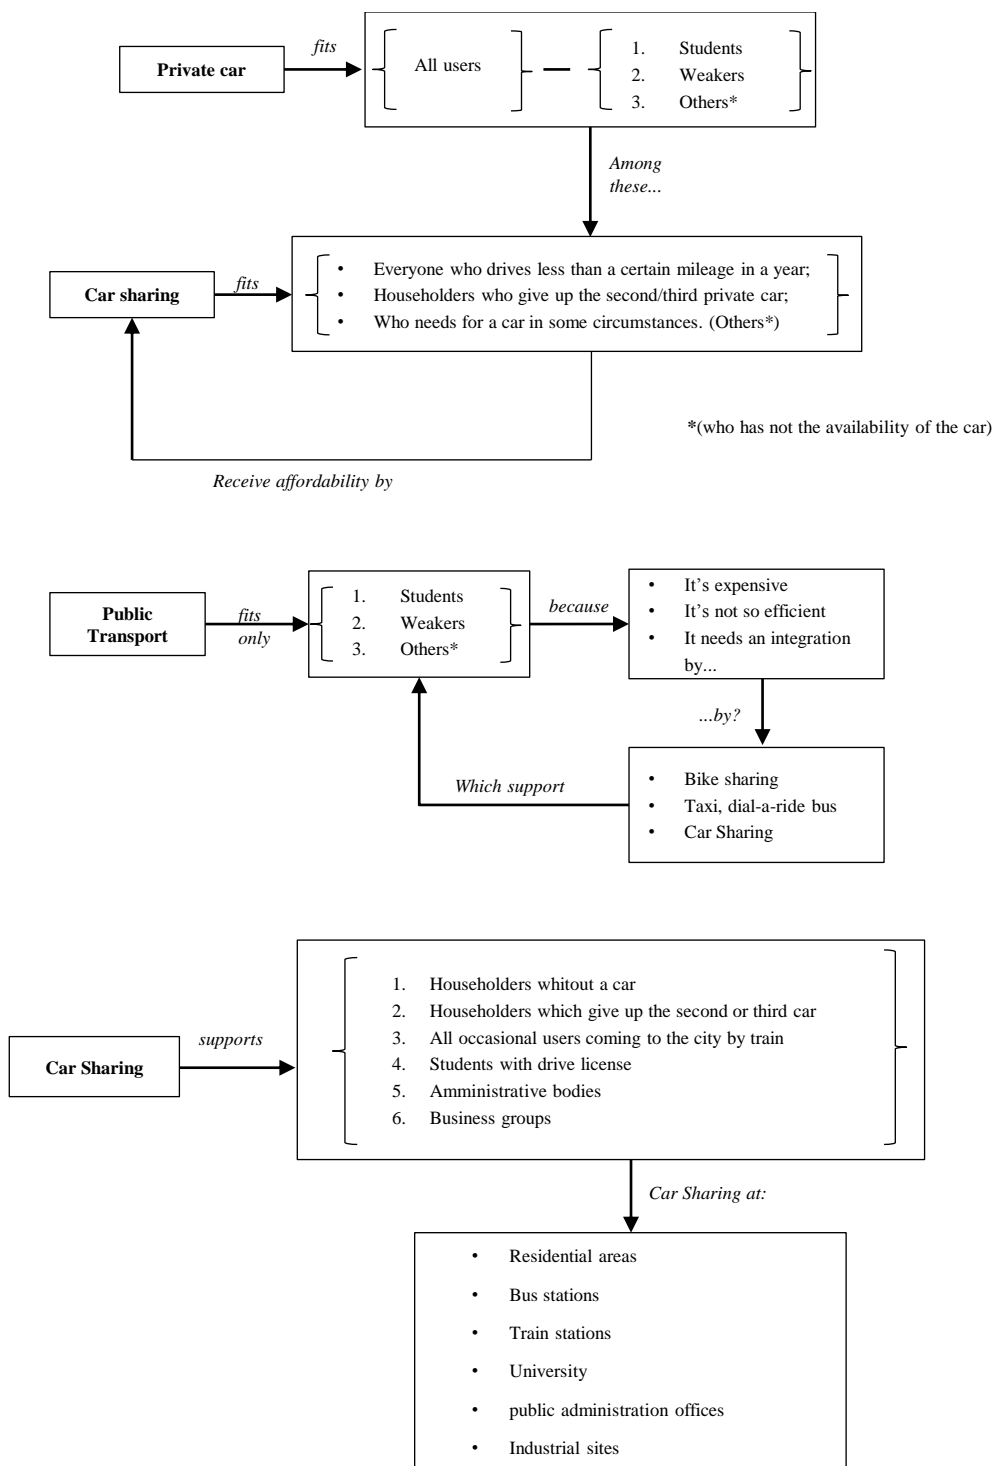 Private car
fits
All users
—
1. Students
2. Weakers
3. Others*
Among
these...
Car sharing
fits
• Everyone who drives less than a certain mileage in a year;
• Householders who give up the second/third private car;
• Who needs for a car in some circumstances. (Others*)
*(who has not the availability of the car)
Receive affordability by
Public
Transport
fits
only
1. Students
2. Weakers
3. Others*
because
• It’s expensive
• It’s not so efficient
• It needs an integration
by...
...by?
Which support
• Bike sharing
• Taxi, dial-a-ride bus
• Car Sharing
Car Sharing
supports
1. Householders whitout a car
2. Householders which give up the second or third car
3. All occasional users coming to the city by train
4. Students with drive license
5. Amministrative bodies
6. Business groups
Car Sharing at:
• Residential areas
• Bus stations
• Train stations
• University
• public administration offices
• Industrial sites